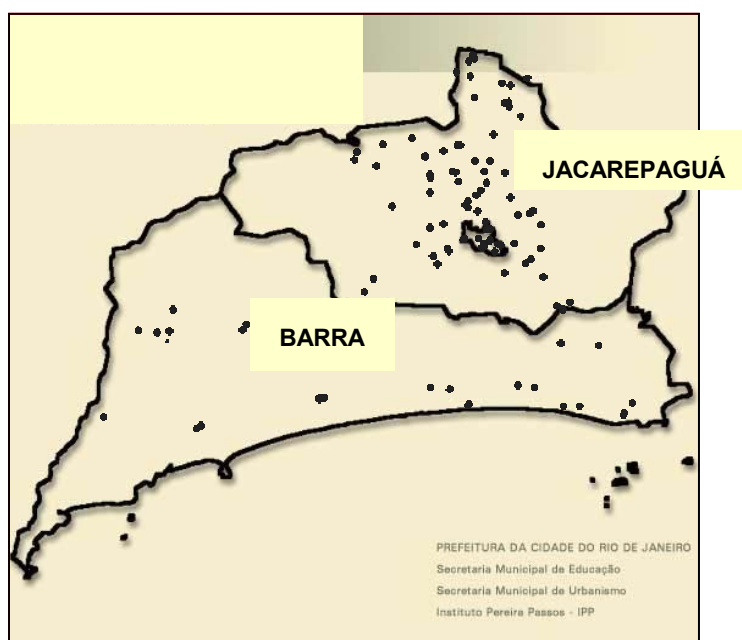 JACAREPAGUÁ
BARRA
PREFEITURA DA CIDADE DO RIO DE JANEIRO
Secretaria Municipal de Educação
Secretaria Municipal de Urbanismo
Instituto Pereira Passos - IPP